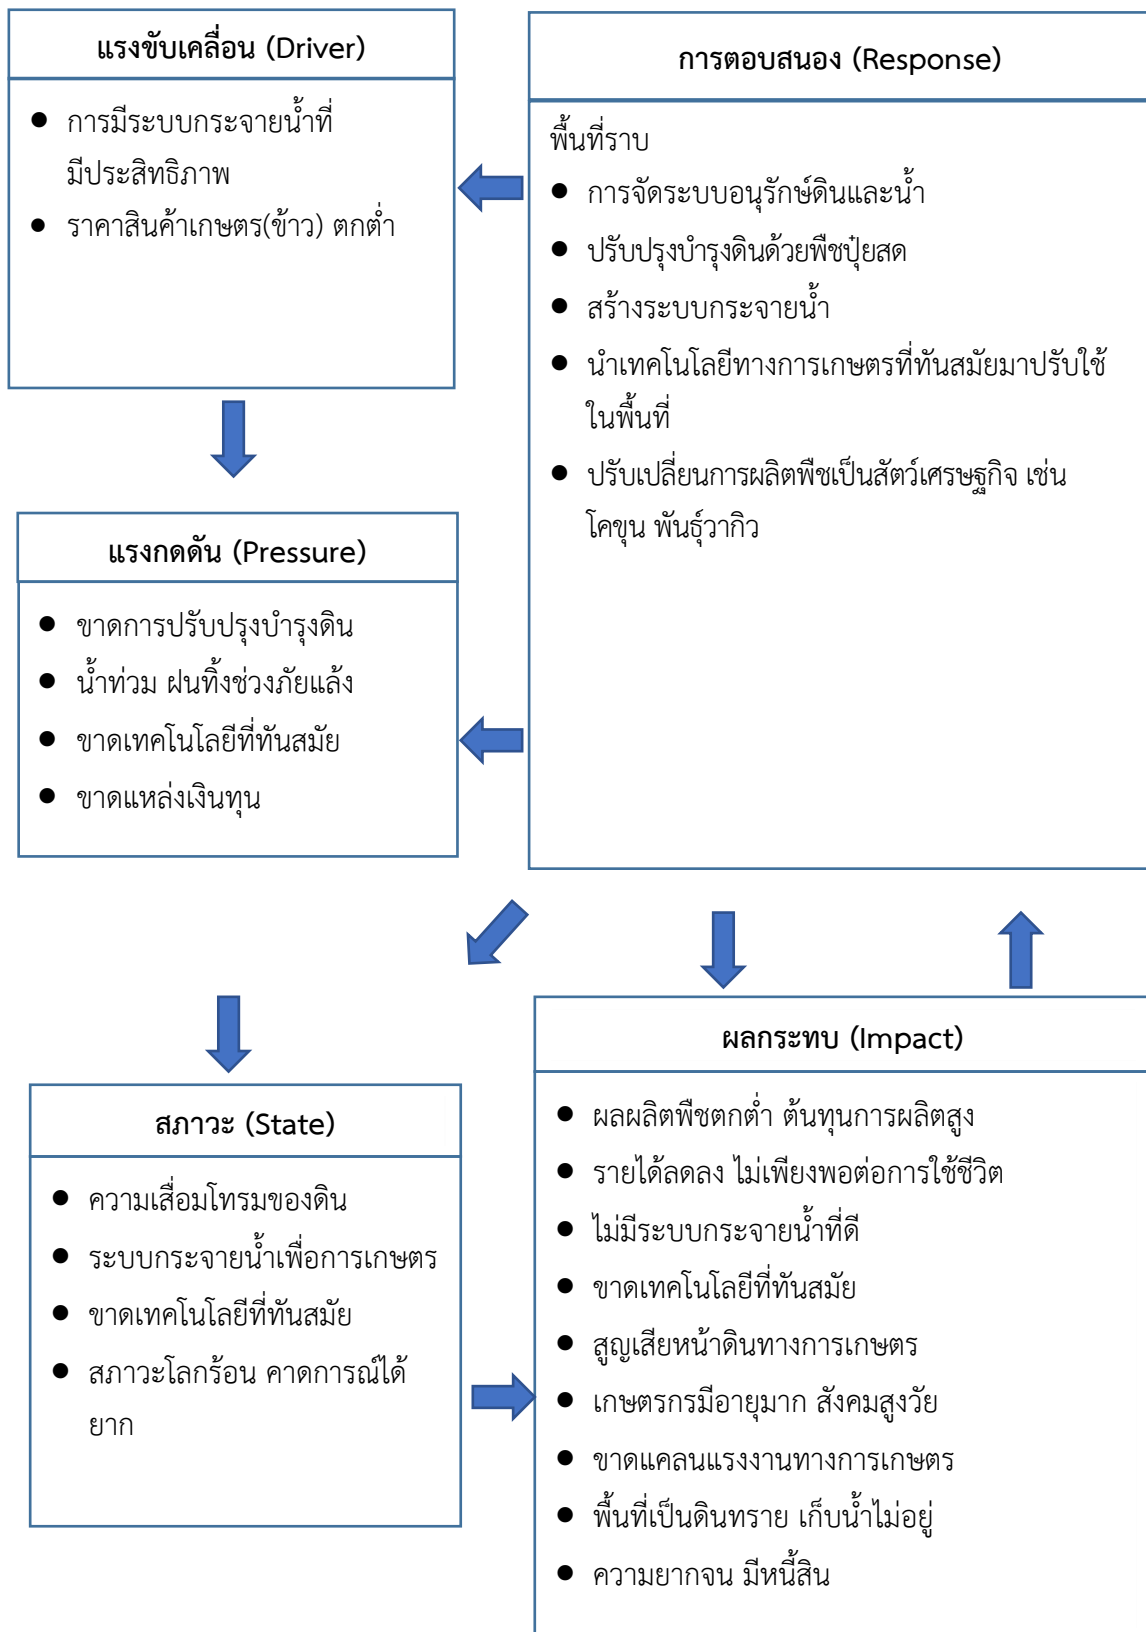 แรงขับเคลื่อน (Driver)
● การมีระบบกระจายน้ำที่
มีประสิทธิภาพ
● ราคาสินค้าเกษตร(ข้าว) ตกต่ำ
การตอบสนอง (Response)
พื้นที่ราบ
● การจัดระบบอนุรักษ์ดินและน้ำ
● ปรับปรุงบำรุงดินด้วยพืชปุ๋ยสด
● สร้างระบบกระจายน้ำ
● นำเทคโนโลยีทางการเกษตรที่ทันสมัยมาปรับใช้
ในพื้นที่
● ปรับเปลี่ยนการผลิตพืชเป็นสัตว์เศรษฐกิจ เช่น
โคขุน พันธุ์วากิว
แรงกดดัน (Pressure)
● ขาดการปรับปรุงบำรุงดิน
● น้ำท่วม ฝนทิ้งช่วงภัยแล้ง
● ขาดเทคโนโลยีที่ทันสมัย
● ขาดแหล่งเงินทุน
สภาวะ (State)
● ความเสื่อมโทรมของดิน
● ระบบกระจายน้ำเพื่อการเกษตร
● ขาดเทคโนโลยีที่ทันสมัย
● สภาวะโลกร้อน คาดการณ์ได้
ยาก
ผลกระทบ (Impact)
● ผลผลิตพืชตกต่ำ ต้นทุนการผลิตสูง
● รายได้ลดลง ไม่เพียงพอต่อการใช้ชีวิต
● ไม่มีระบบกระจายน้ำที่ดี
● ขาดเทคโนโลยีที่ทันสมัย
● สูญเสียหน้าดินทางการเกษตร
● เกษตรกรมีอายุมาก สังคมสูงวัย
● ขาดแคลนแรงงานทางการเกษตร
● พื้นที่เป็นดินทราย เก็บน้ำไม่อยู่
● ความยากจน มีหนี้สิน